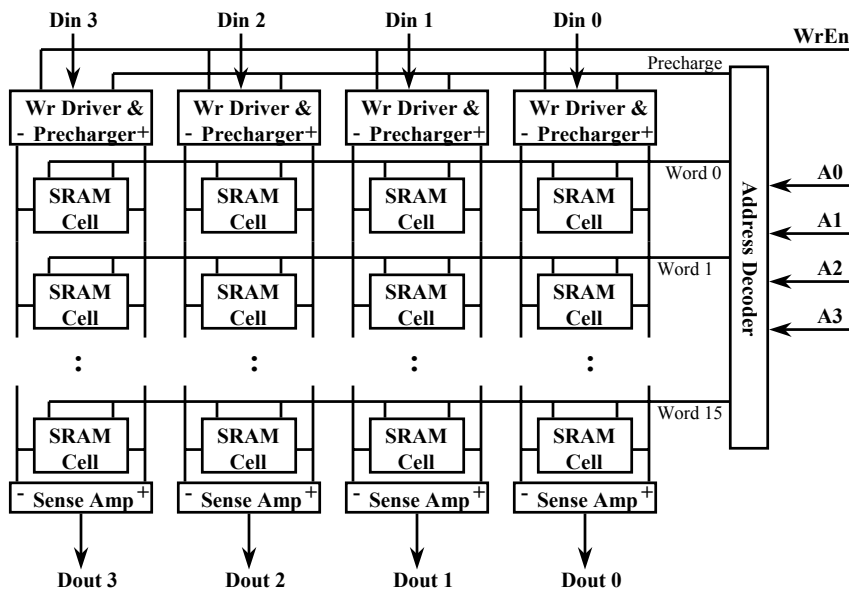 Din 3 Din 2 Din 1 Din 0
WrEn
Precharge
Wr Driver & Wr Driver & Wr Driver & Wr Driver &
- Precharger + - Precharger + - Precharger + - Precharger +
Word 0
SRAM SRAM SRAM SRAM
Cell Cell Cell Cell
A0
A1
Word 1
SRAM SRAM SRAM SRAM
Cell Cell Cell Cell
A2
A3
Address Decoder
: : : :
Word 15
SRAM SRAM SRAM SRAM
Cell Cell Cell Cell
- Sense Amp + - Sense Amp + - Sense Amp + - Sense Amp +
Dout 3 Dout 2 Dout 1 Dout 0